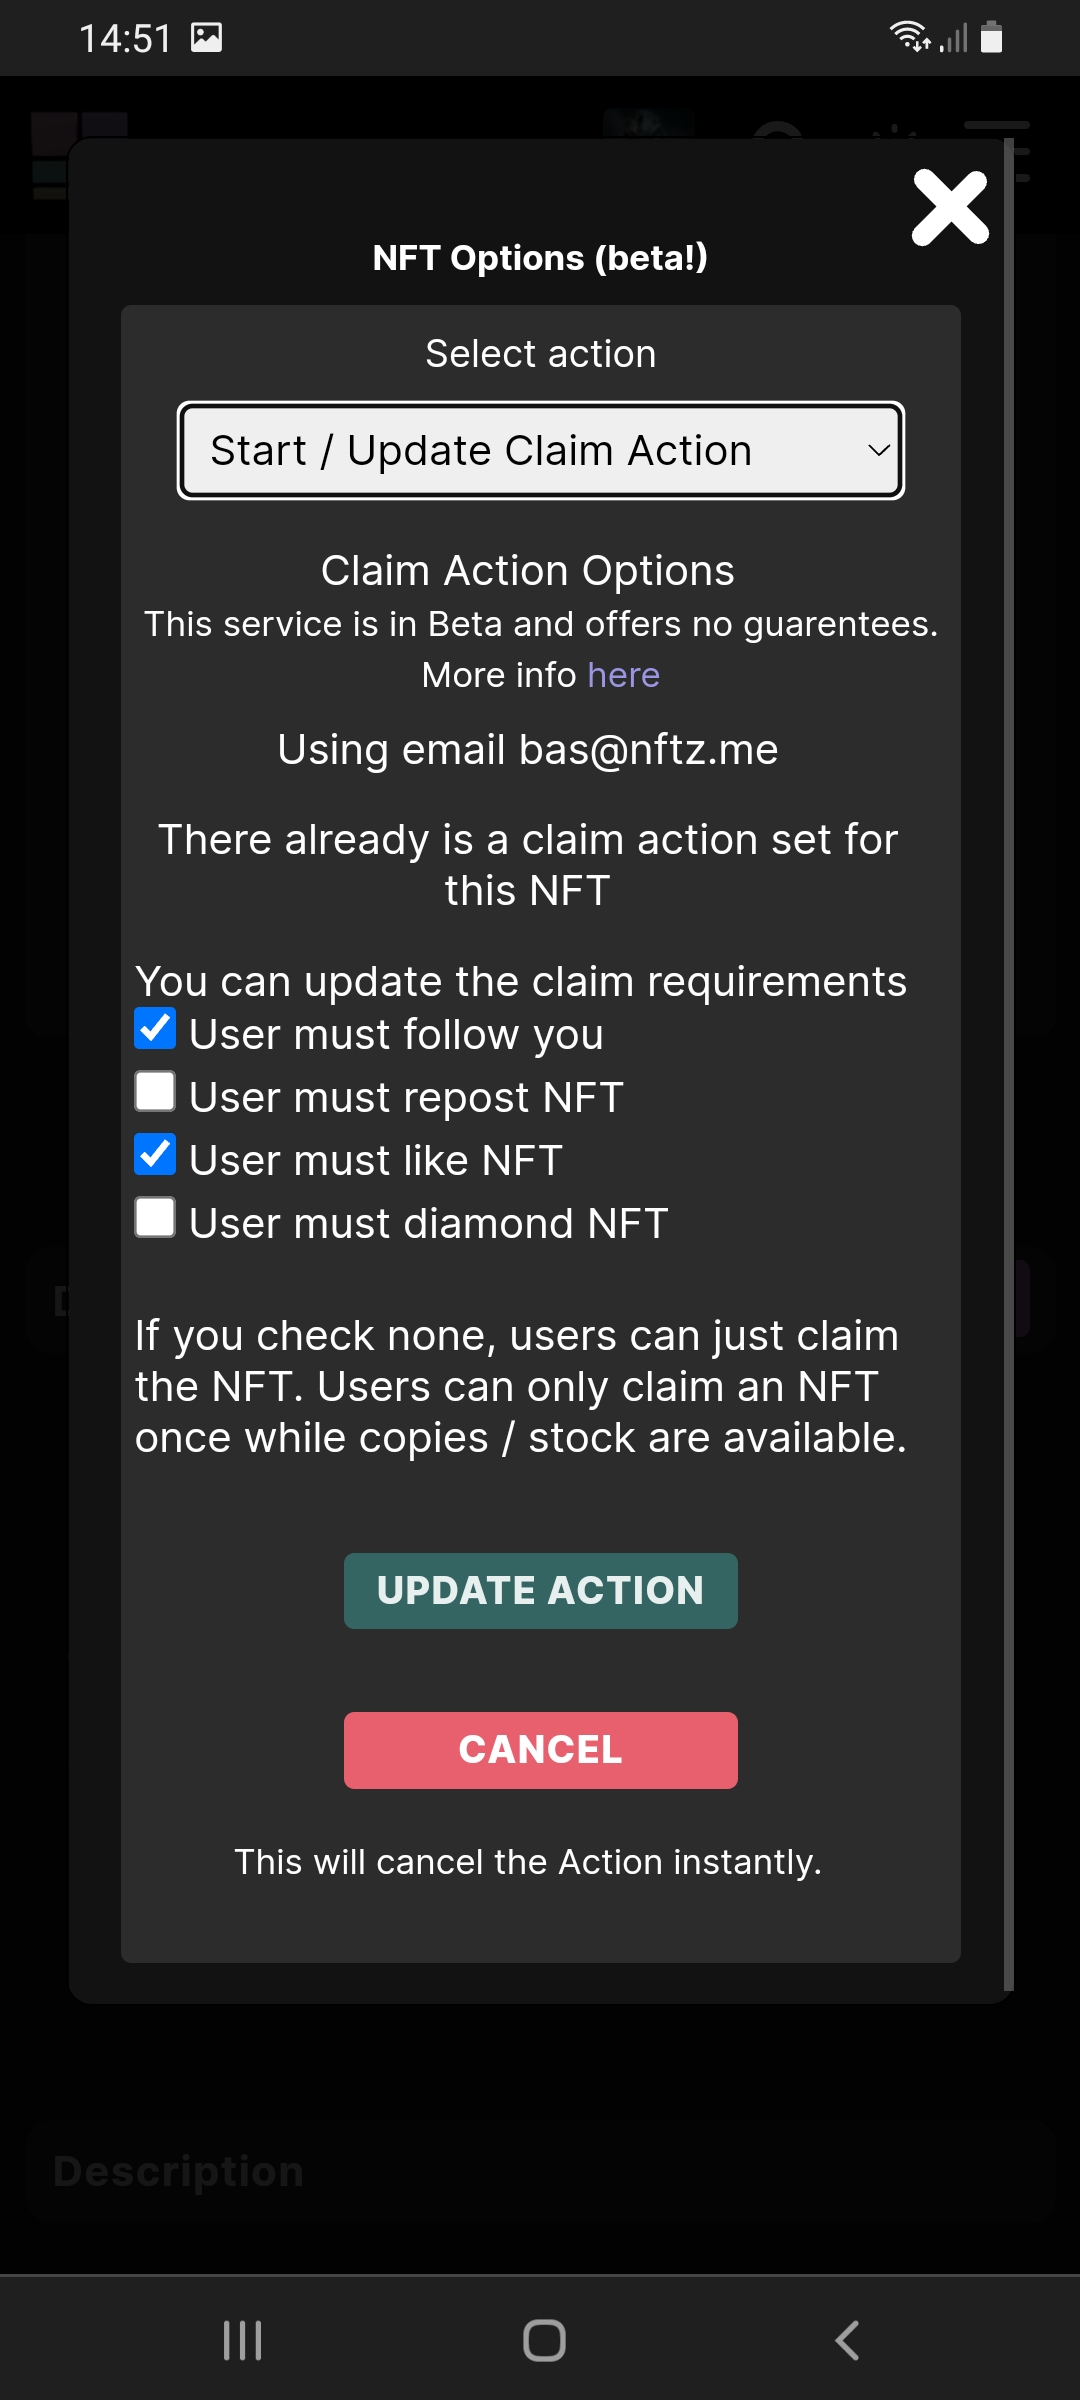 14:51
NFT Options (beta!)
Select action
Start / Update Claim Action
Claim Action Options
This service is in Beta and offers no guarentees.
More info here
Using email bas@nftz.me
There already is a claim action set for
this NFT
You can update the claim requirements
User must follow you
User must repost NFT
User must like NFT
User must diamond NFT
If you check none, users can just claim
the NFT. Users can only claim an NFT
once while copies / stock are available.
UPDATE ACTION
CANCEL
This will cancel the Action instantly.
Description